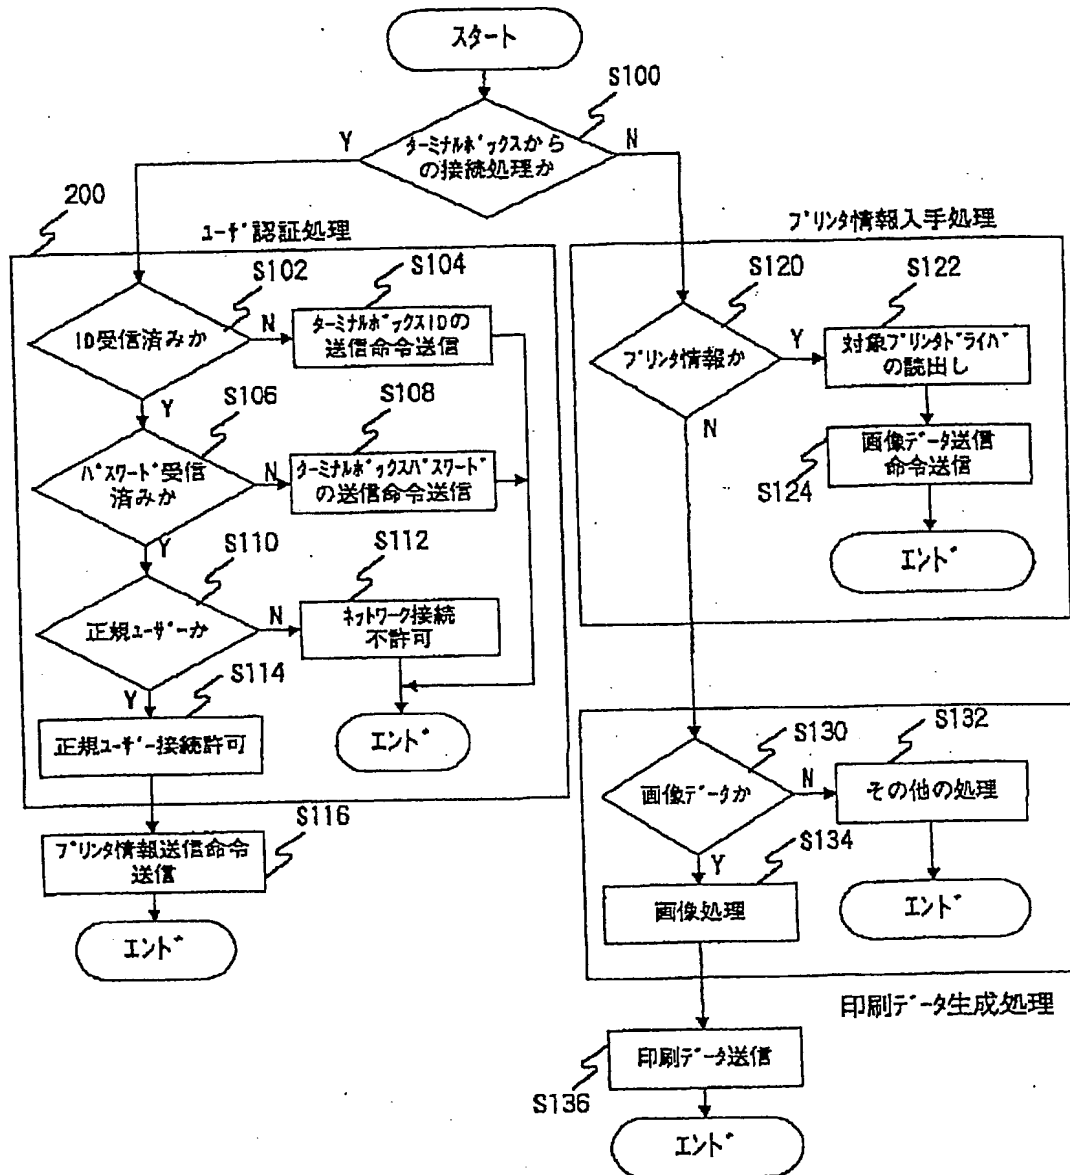 スタート
S100
ターミナルボックスから
の接続処理か
Y
N
200
ユーザ認証処理
S102
ID受信済みか
N
S104
ターミナルボックスIDの
送信命令送信
Y
S106
パスワード受信
済みか
N
S108
ターミナルボックスパスワード
の送信命令送信
Y
S110
正規ユーザーか
N
S112
ネットワーク接続
不許可
Y
S114
正規ユーザー接続許可
エンド
S116
プリンタ情報送信命令
送信
エンド
プリンタ情報入手処理
S120
プリンタ情報か
Y
S122
対象プリンタドライバ
の読出し
N
画像データ送信
命令送信
S124
エンド
S130
画像データか
N
S132
その他の処理
Y
S134
画像処理
エンド
印刷データ生成処理
印刷データ送信
S136
エンド